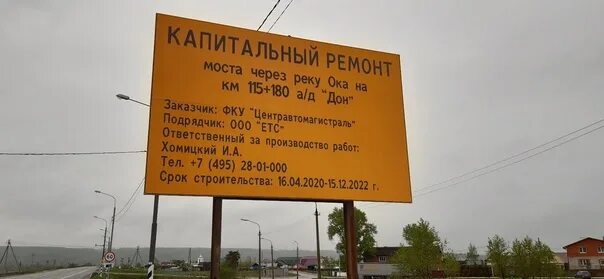 КАПИТАЛЬНЫЙ РЕМОНТ
моста через реку Ока на
км 115+180 а/д "Дон"
Заказчик: ФКУ "Центравтомагистраль"
Подрядчик: ООО "ЕТС"
Ответственный за производство работ:
Хомицкий И.А.
Тел. +7 (495) 28-01-000
Срок строительства: 16.04.2020-15.12.2022 г.
60